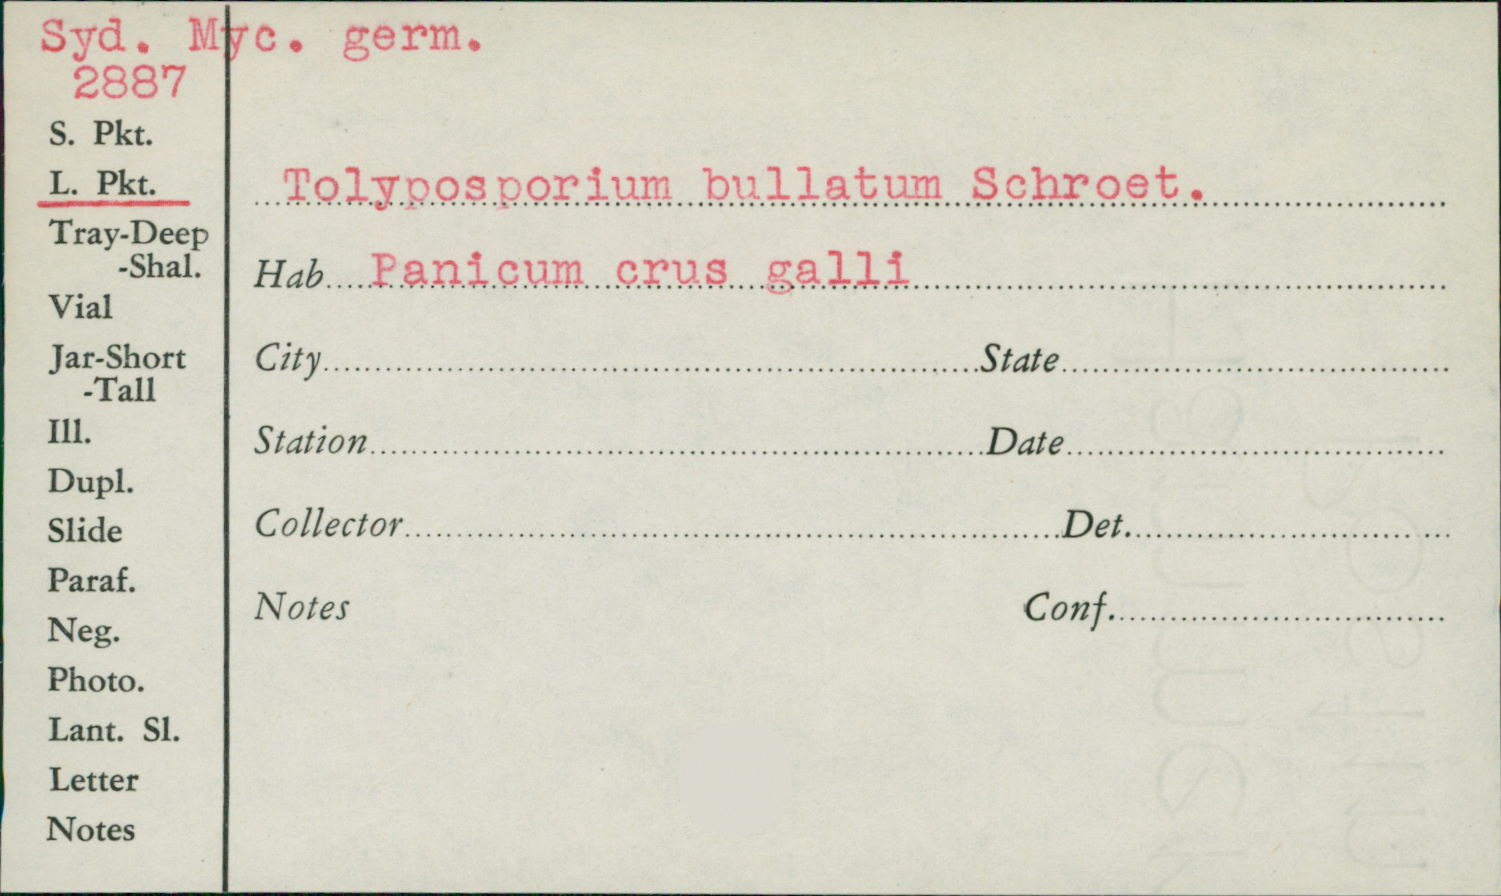 Syd. Myc. germ.
2887
S. Pkt.
L. Pkt.
Tray-Deep
-Shal.
Vial
Jar-Short
-Tall
Ill.
Dupl.
Slide
Paraf.
Neg.
Photo.
Lant. Sl.
Letter
Notes
Tolyposporium bullatum Schroet.
Hab Panicum crus galli
City State
Station Date
Collector Det.
Notes Conf.